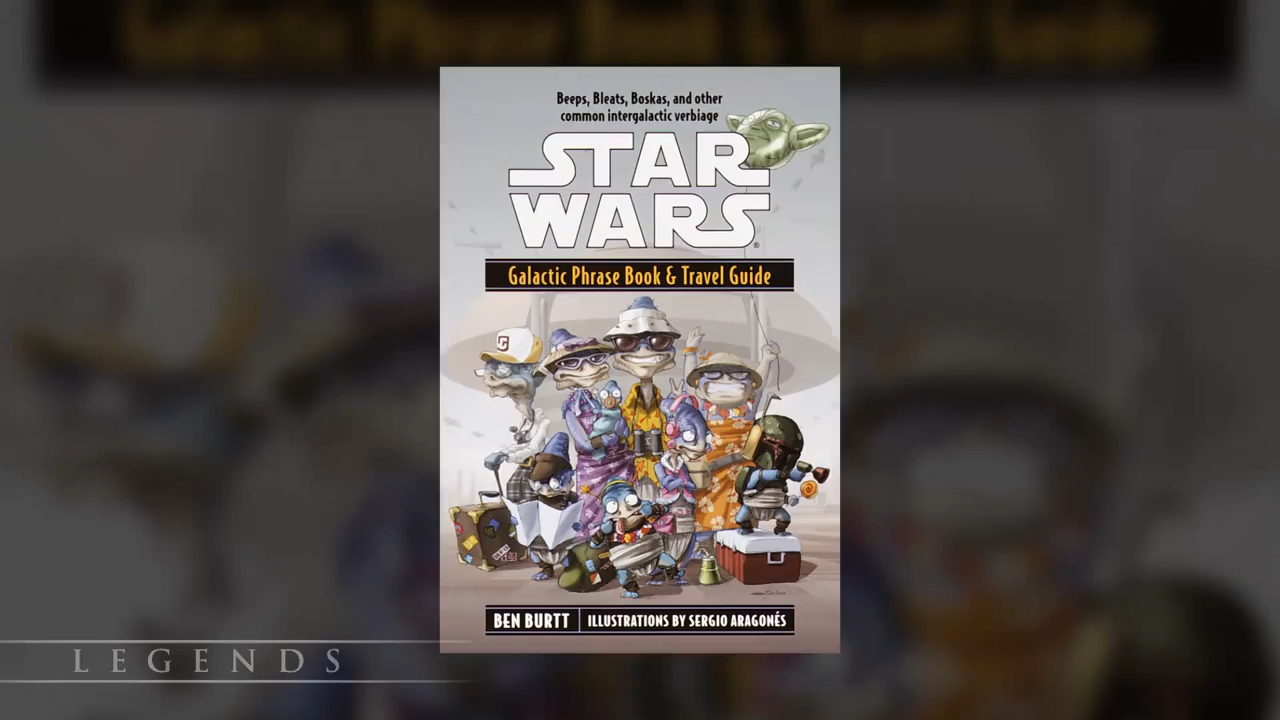 Beeps, Bleats, Boskas, and other
common intergalactic verbiage
STAR
WARS®
Galactic Phrase Book & Travel Guide
BEN BURTT | ILLUSTRATIONS BY SERGIO ARAGONÉS
LEGENDS